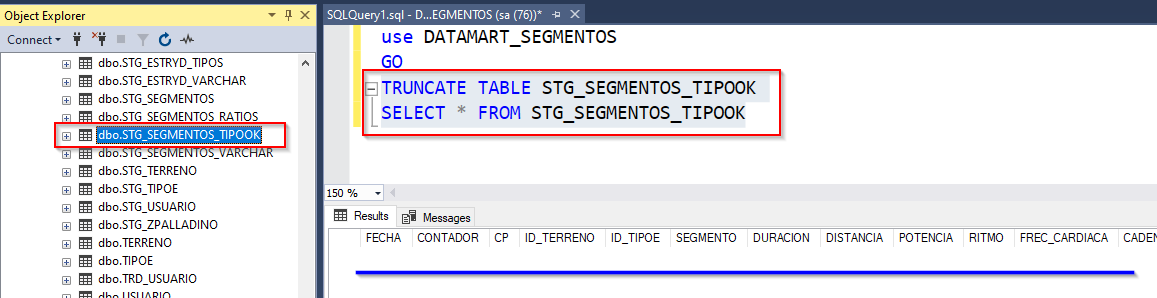 Object Explorer
Connect
dbo.STG_ESTRYD_TIPOS
dbo.STG_ESTRYD_VARCHAR
dbo.STG_SEGMENTOS
dbo.STG_SEGMENTOS_RATIOS
dbo.STG_SEGMENTOS_TIPOOK
dbo.STG_SEGMENTOS_VARCHAR
dbo.STG_TERRENO
dbo.STG_TIPOE
dbo.STG_USUARIO
dbo.STG_ZPALLADINO
dbo.TERRENO
dbo.TIPOE
dbo.TRD_USUARIO
dbo.USUARIO
SQLQuery1.sql - D...EGMENTOS (sa (76))*
use DATAMART_SEGMENTOS
GO
TRUNCATE TABLE STG_SEGMENTOS_TIPOOK
SELECT * FROM STG_SEGMENTOS_TIPOOK
150 %
Results Messages
FECHA CONTADOR CP ID_TERRENO ID_TIPOE SEGMENTO DURACION DISTANCIA POTENCIA RITMO FREC_CARDIACA CADEN